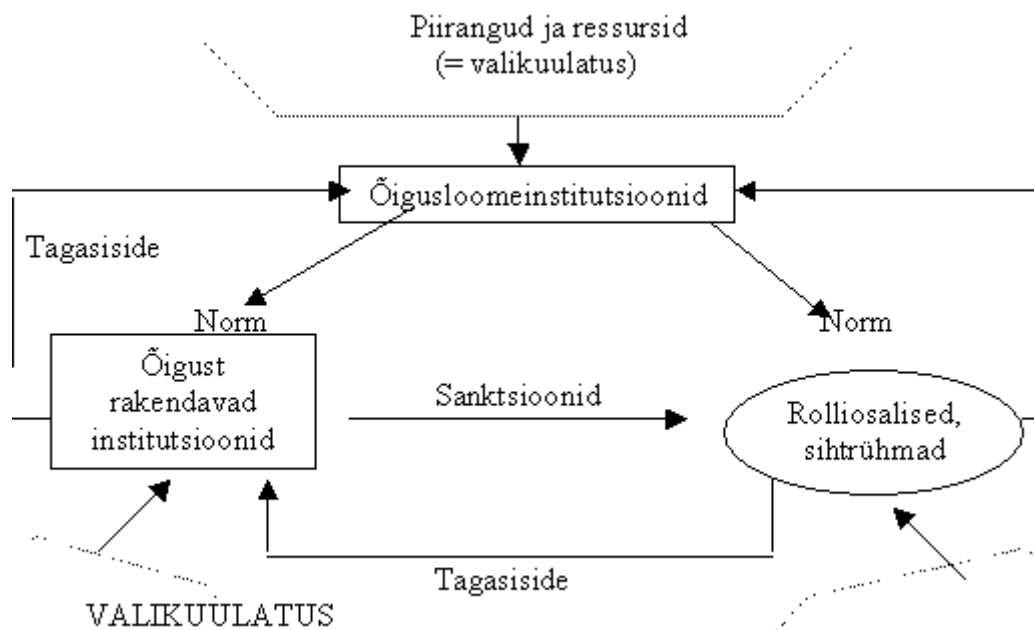 Piirangud ja ressursid
(= valikuulatus)
Õigusloomeinstitutsioonid
Tagasiside
Norm
Norm
Õigust
rakendavad
institutsioonid
Sanktsioonid
Rolliosalised,
sihtrühmad
Tagasiside
VALIKUULATUS